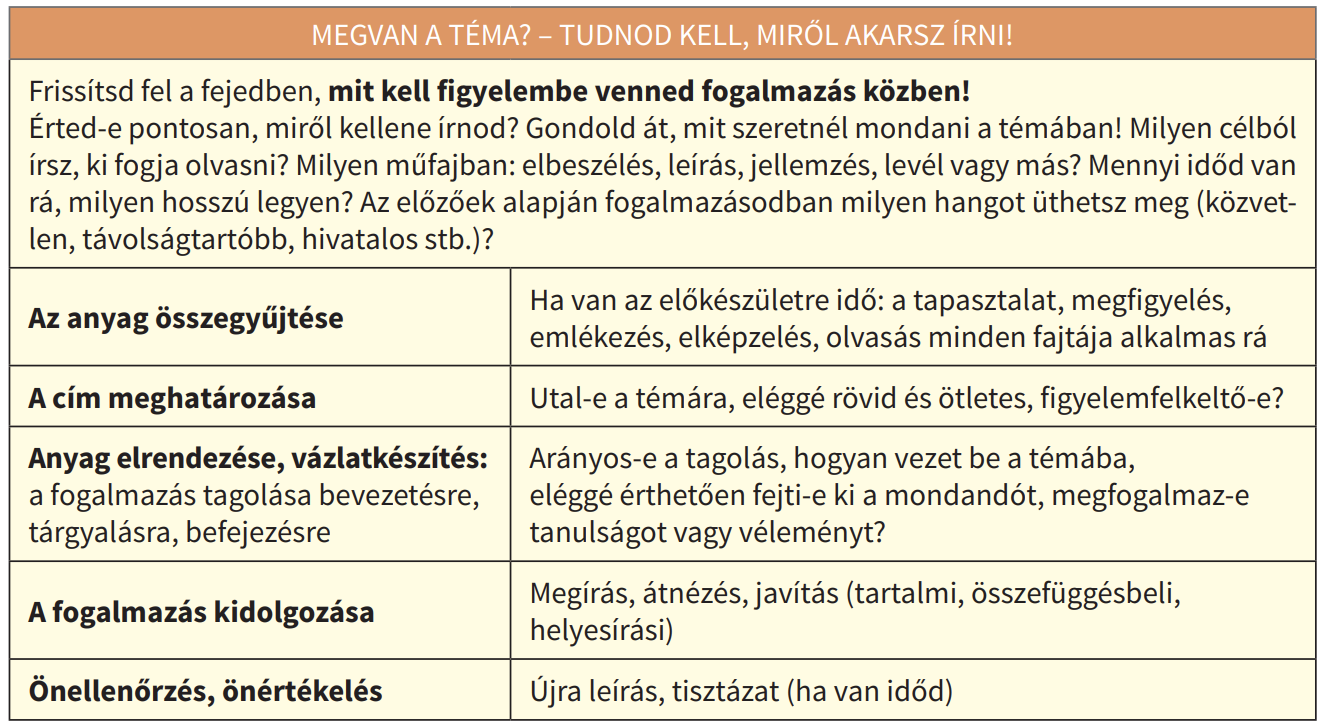 MEGVAN A TÉMA? – TUDNOD KELL, MIRŐL AKARSZ ÍRNI!
Frissítsd fel a fejedben, mit kell figyelembe venned fogalmazás közben!
Érted-e pontosan, miről kellene írnod? Gondold át, mit szeretnél mondani a témában! Milyen célból
írsz, ki fogja olvasni? Milyen műfajban: elbeszélés, leírás, jellemzés, levél vagy más? Mennyi időd van
rá, milyen hosszú legyen? Az előzőek alapján fogalmazásodban milyen hangot üthetsz meg (közvet-
len, távolságtartóbb, hivatalos stb.)?
Az anyag összegyűjtése
Ha van az előkészületre idő: a tapasztalat, megfigyelés,
emlékezés, elképzelés, olvasás minden fajtája alkalmas rá
A cím meghatározása
Utal-e a témára, eléggé rövid és ötletes, figyelemfelkeltő-e?
Anyag elrendezése, vázlatkészítés:
a fogalmazás tagolása bevezetésre,
tárgyalásra, befejezésre
Arányos-e a tagolás, hogyan vezet be a témába,
eléggé érthetően fejti-e ki a mondandót, megfogalmaz-e
tanulságot vagy véleményt?
A fogalmazás kidolgozása
Megírás, átnézés, javítás (tartalmi, összefüggésbeli,
helyesírási)
Önellenőrzés, önértékelés
Újra leírás, tisztázat (ha van időd)